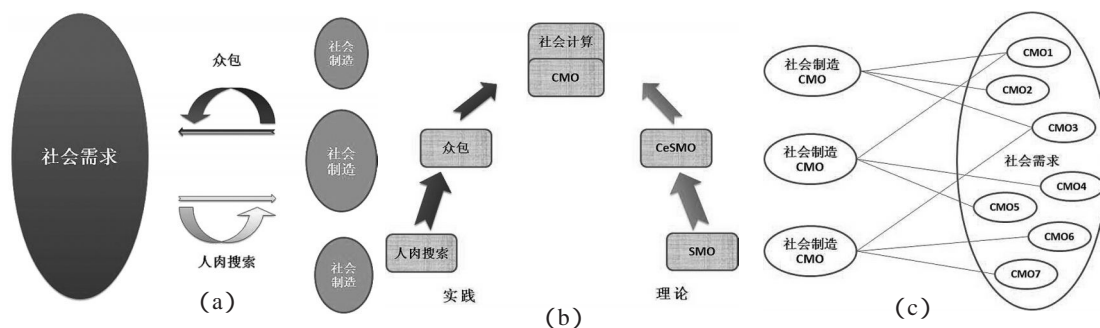 社会需求
众包
人肉搜索
社会
制造
社会
制造
社会
制造
(a)
社会计算
CMO
众包
CeSMO
人肉搜索
SMO
实践
理论
(b)
社会制造
CMO
社会制造
CMO
社会制造
CMO
CMO1
CMO2
CMO3
社会需求
CMO4
CMO5
CMO6
CMO7
(c)